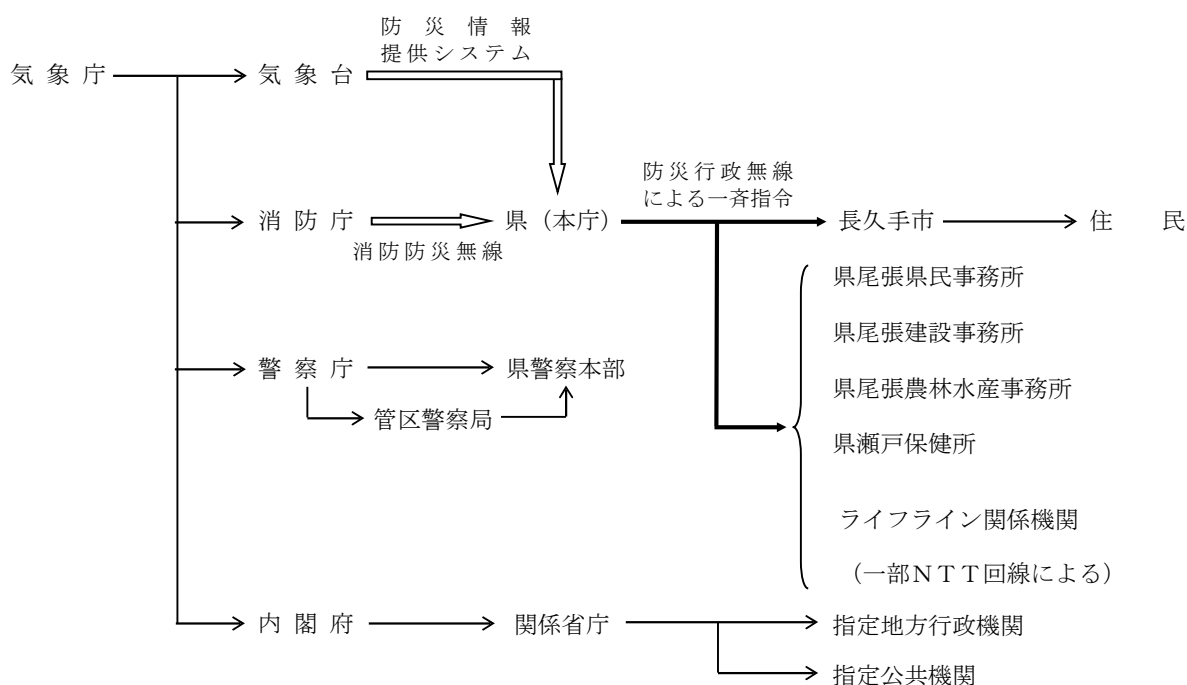 防災情報
提供システム
気象庁
気象台
防災行政無線
による一斉指令
消防庁
消防防災無線
県（本庁）
長久手市
住民
県尾張県民事務所
県尾張建設事務所
県尾張農林水産事務所
県瀬戸保健所
ライフライン関係機関
（一部ＮＴＴ回線による）
警察庁
県警察本部
管区警察局
内閣府
関係省庁
指定地方行政機関
指定公共機関